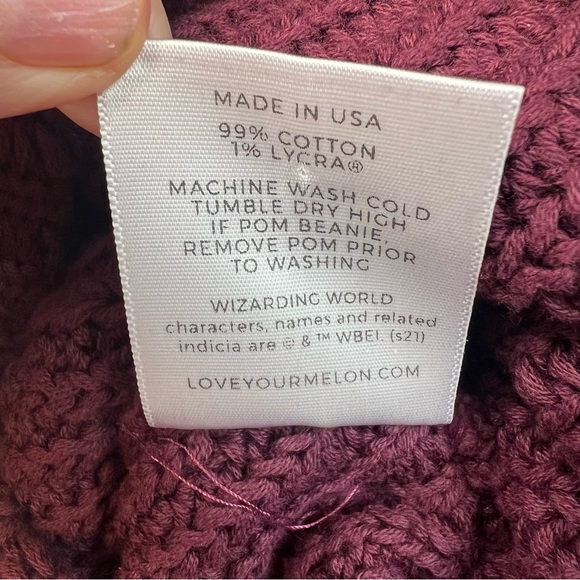 MADE IN USA
99% COTTON
1% LYCRA®
MACHINE WASH COLD
TUMBLE DRY HIGH
IF POM BEANIE,
REMOVE POM PRIOR
TO WASHING
WIZARDING WORLD
characters, names and related
indicia are © & ™ WBEI. (s21)
LOVEYOURMELON.COM